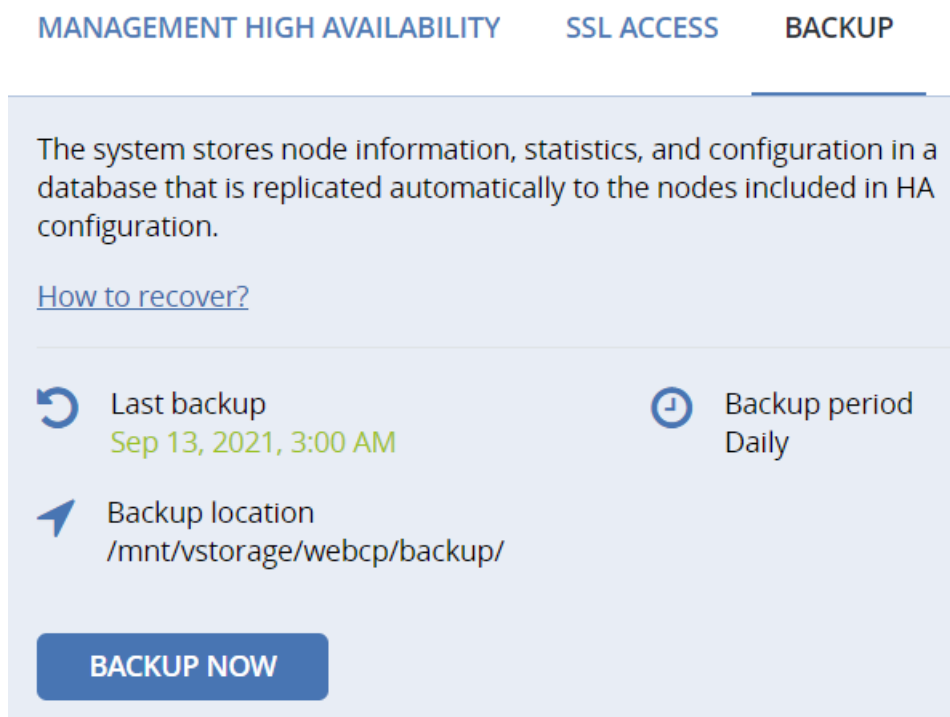 MANAGEMENT HIGH AVAILABILITY SSL ACCESS BACKUP
The system stores node information, statistics, and configuration in a
database that is replicated automatically to the nodes included in HA
configuration.
How to recover?
Last backup
Sep 13, 2021, 3:00 AM
Backup period
Daily
Backup location
/mnt/vstorage/webcp/backup/
BACKUP NOW